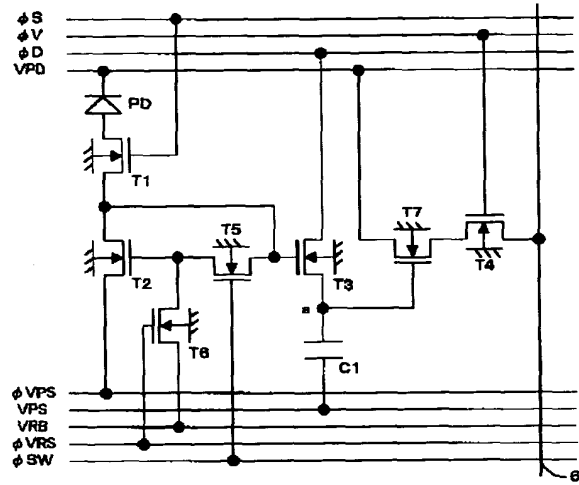 φS
φV
φD
VPD
PD
T1
T5
T7
T2
T3
T4
a
T6
C1
φVPS
VPS
VRB
φVRS
φSW
6